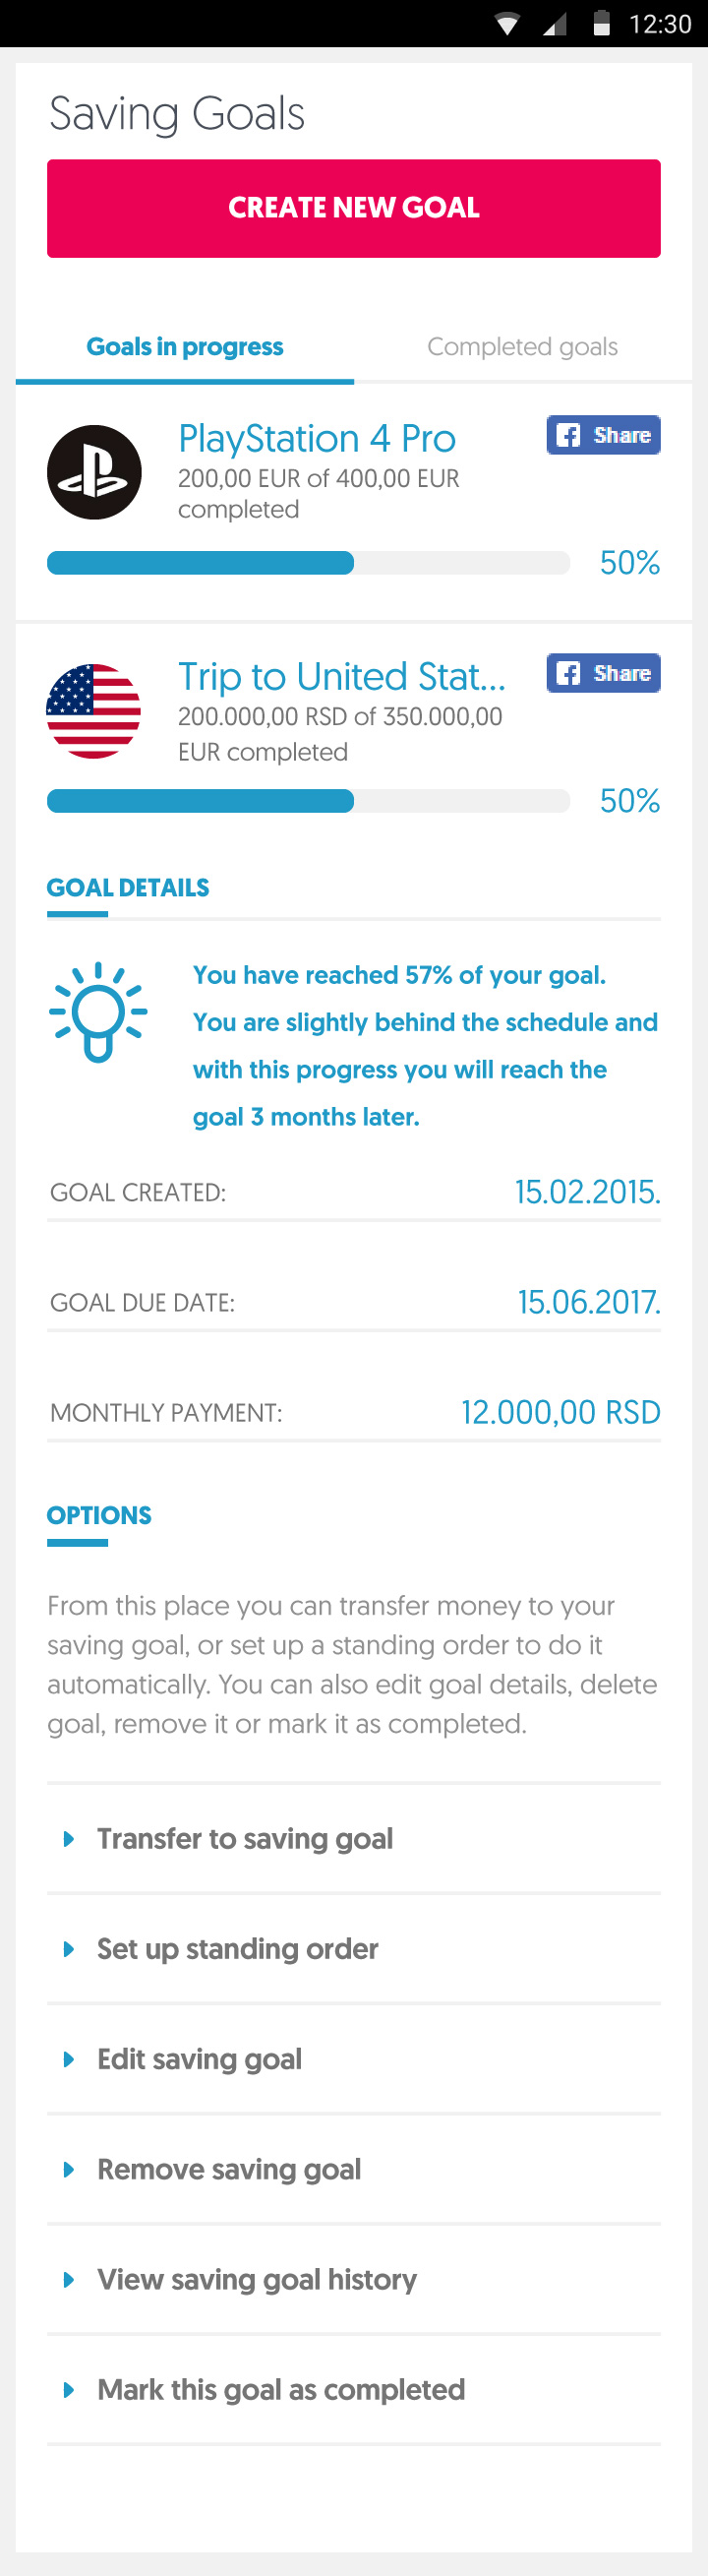 12:30
Saving Goals
CREATE NEW GOAL
Goals in progress
Completed goals
PlayStation 4 Pro
Share
200,00 EUR of 400,00 EUR
completed
50%
Trip to United Stat...
Share
200.000,00 RSD of 350.000,00
EUR completed
50%
GOAL DETAILS
You have reached 57% of your goal.
You are slightly behind the schedule and
with this progress you will reach the
goal 3 months later.
GOAL CREATED:
15.02.2015.
GOAL DUE DATE:
15.06.2017.
MONTHLY PAYMENT:
12.000,00 RSD
OPTIONS
From this place you can transfer money to your
saving goal, or set up a standing order to do it
automatically. You can also edit goal details, delete
goal, remove it or mark it as completed.
Transfer to saving goal
Set up standing order
Edit saving goal
Remove saving goal
View saving goal history
Mark this goal as completed